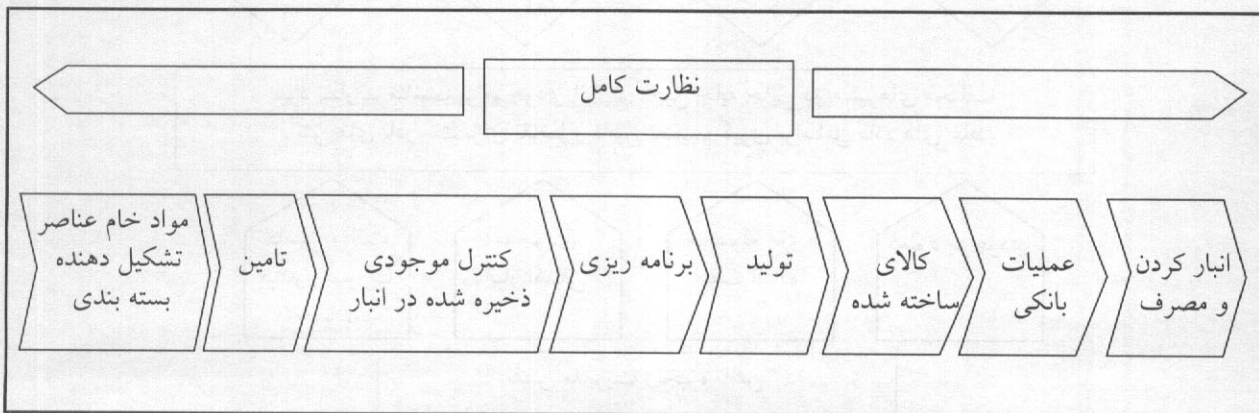 نظارت کامل
مواد خام عناصر
تشکیل دهنده
بسته بندی
تامین
کنترل موجودی
ذخیره شده در انبار
برنامه ریزی
تولید
کالای
ساخته شده
عملیات
بانکی
انبار کردن
و مصرف